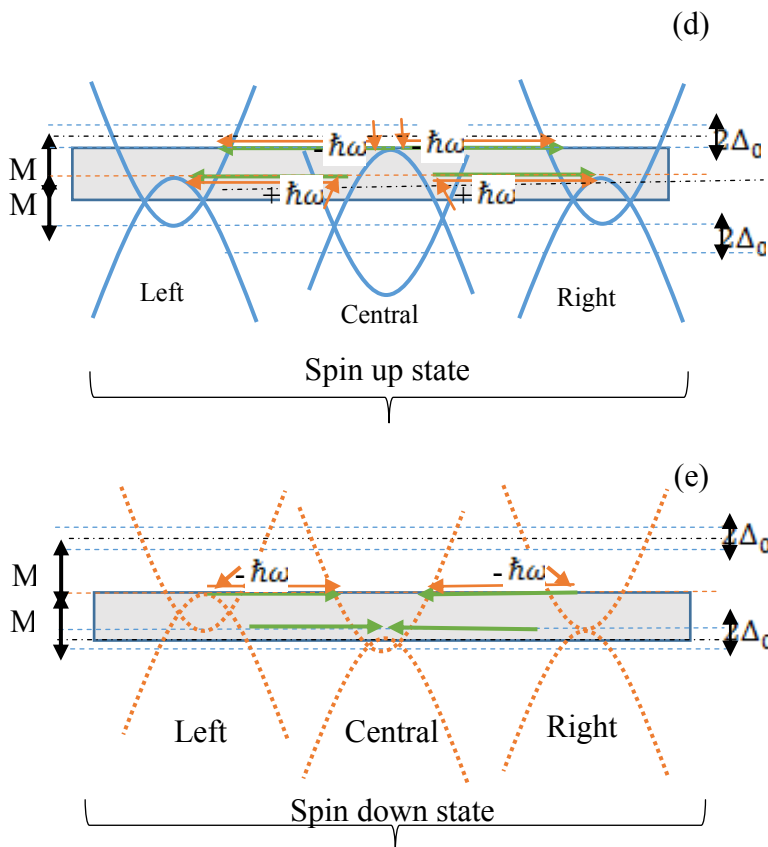 (d)
2Δ₀
- ħω - ħω
M
M
+ ħω + ħω
2Δ₀
Left Central Right
Spin up state
(e)
2Δ₀
M - ħω - ħω
M
2Δ₀
Left Central Right
Spin down state